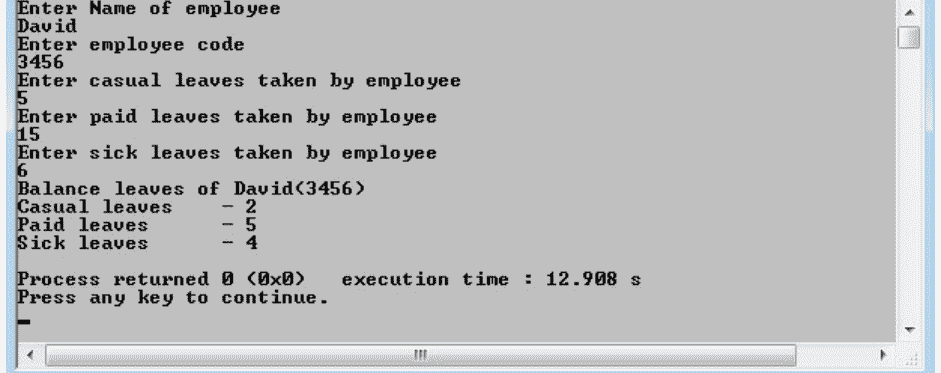 Enter Name of employee
David
Enter employee code
3456
Enter casual leaves taken by employee
5
Enter paid leaves taken by employee
15
Enter sick leaves taken by employee
6
Balance leaves of David(3456)
Casual leaves    - 2
Paid leaves      - 5
Sick leaves      - 4
Process returned 0 (0x0)   execution time : 12.908 s
Press any key to continue.